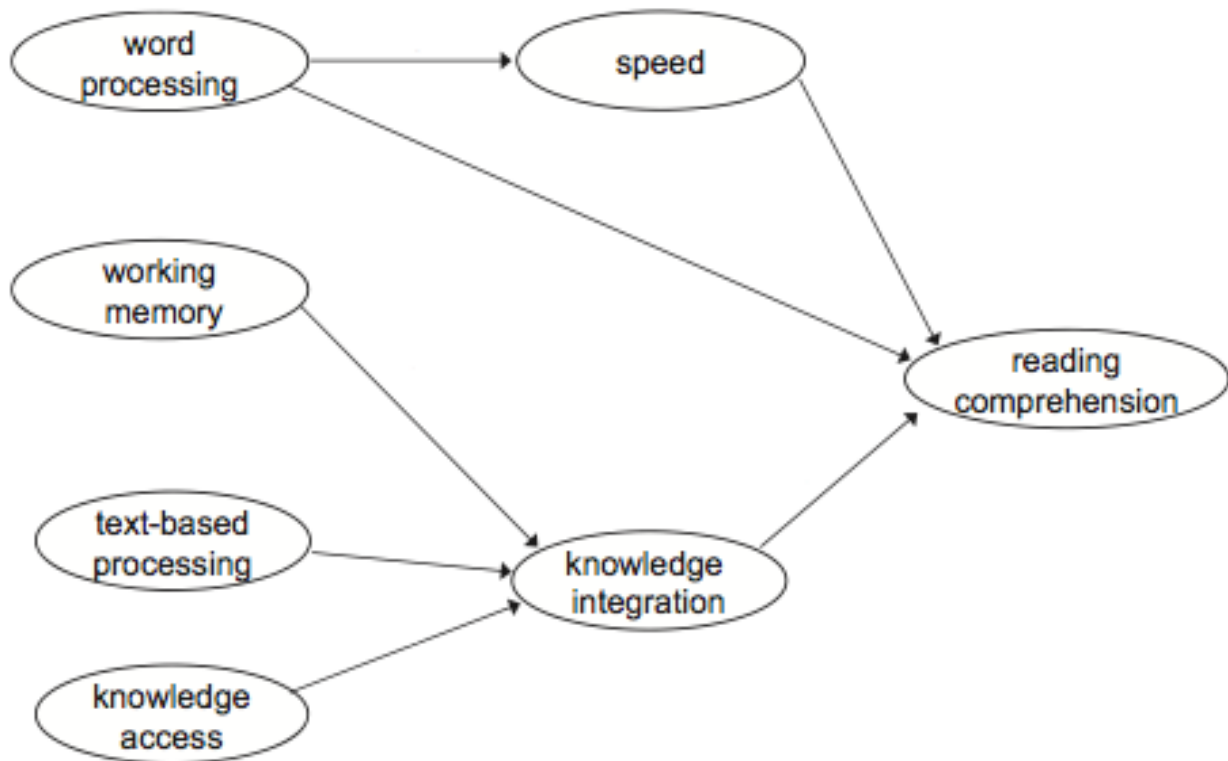 word
processing
speed
working
memory
reading
comprehension
text-based
processing
knowledge
integration
knowledge
access